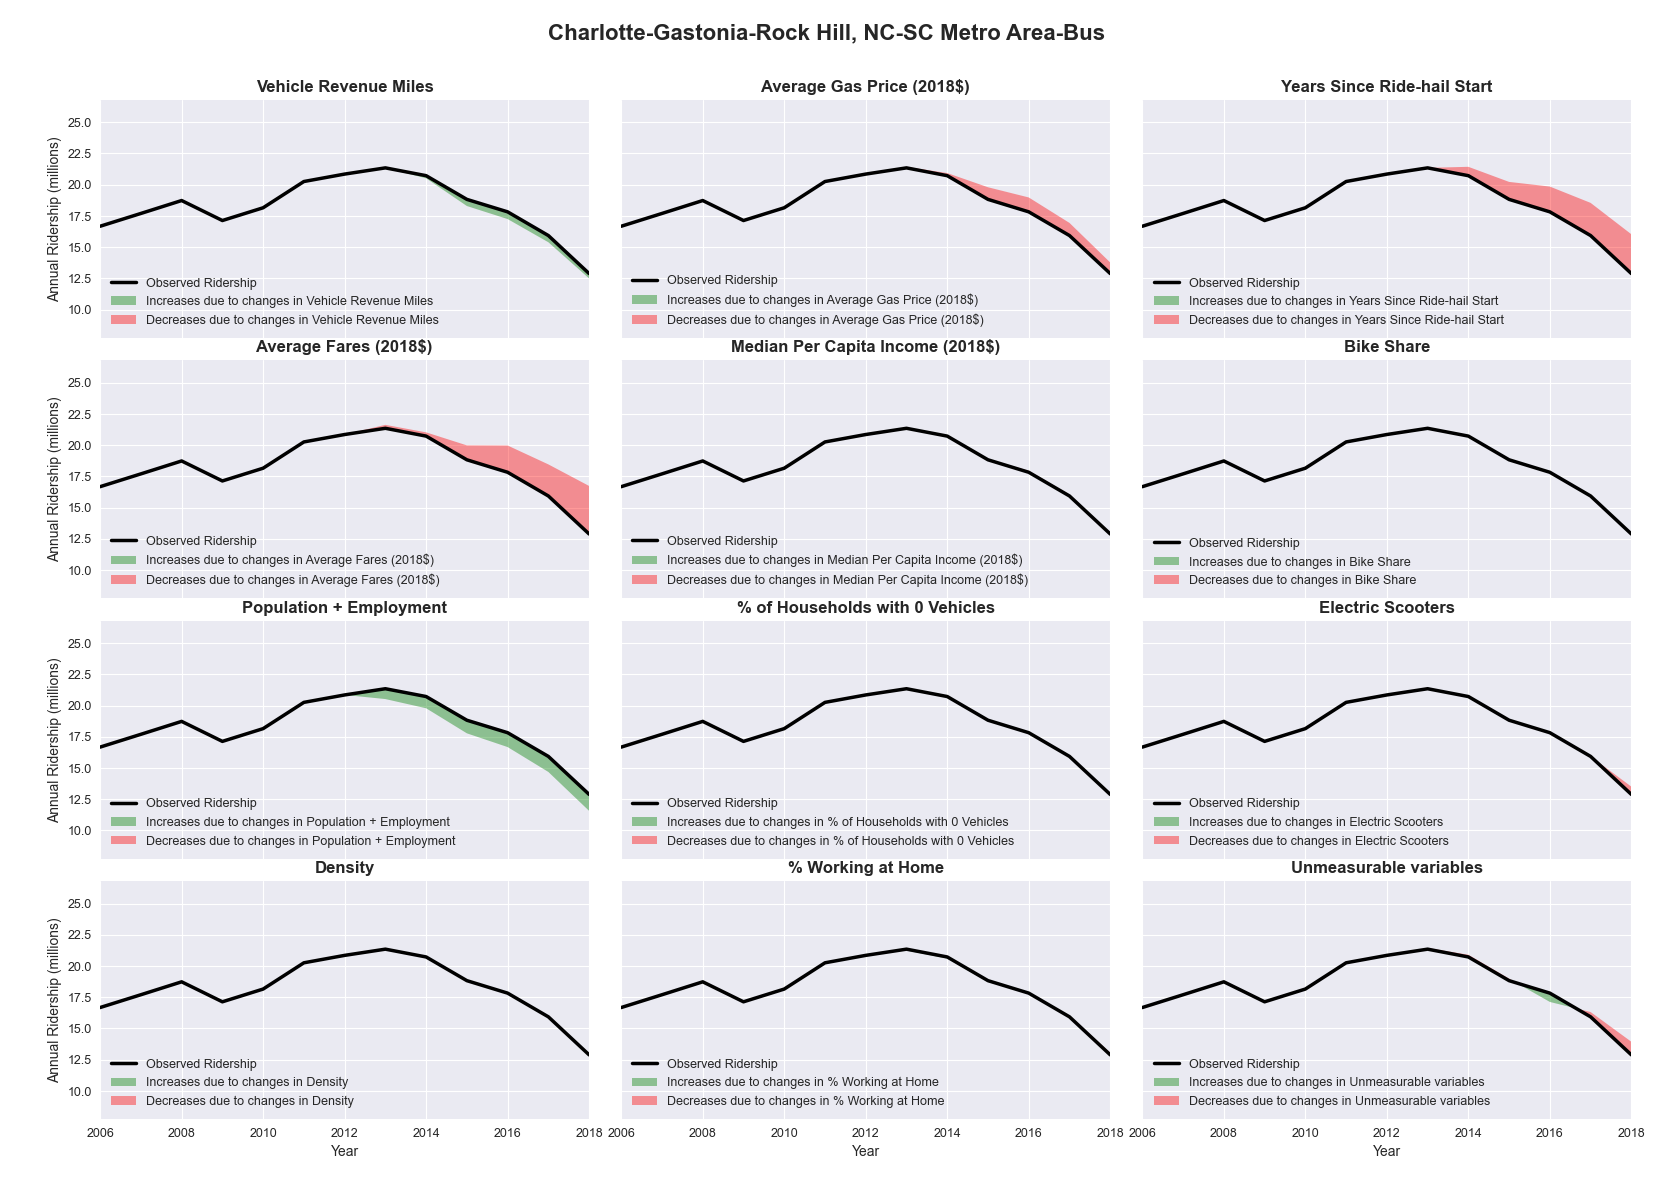 Charlotte-Gastonia-Rock Hill, NC-SC Metro Area-Bus
Vehicle Revenue Miles
Average Gas Price (2018$)
Years Since Ride-hail Start
Annual Ridership (millions)
25.0
22.5
20.0
17.5
15.0
12.5
10.0
Observed Ridership
Increases due to changes in Vehicle Revenue Miles
Decreases due to changes in Vehicle Revenue Miles
Observed Ridership
Increases due to changes in Average Gas Price (2018$)
Decreases due to changes in Average Gas Price (2018$)
Observed Ridership
Increases due to changes in Years Since Ride-hail Start
Decreases due to changes in Years Since Ride-hail Start
Average Fares (2018$)
Median Per Capita Income (2018$)
Bike Share
Annual Ridership (millions)
25.0
22.5
20.0
17.5
15.0
12.5
10.0
Observed Ridership
Increases due to changes in Average Fares (2018$)
Decreases due to changes in Average Fares (2018$)
Observed Ridership
Increases due to changes in Median Per Capita Income (2018$)
Decreases due to changes in Median Per Capita Income (2018$)
Observed Ridership
Increases due to changes in Bike Share
Decreases due to changes in Bike Share
Population + Employment
% of Households with 0 Vehicles
Electric Scooters
Annual Ridership (millions)
25.0
22.5
20.0
17.5
15.0
12.5
10.0
Observed Ridership
Increases due to changes in Population + Employment
Decreases due to changes in Population + Employment
Observed Ridership
Increases due to changes in % of Households with 0 Vehicles
Decreases due to changes in % of Households with 0 Vehicles
Observed Ridership
Increases due to changes in Electric Scooters
Decreases due to changes in Electric Scooters
Density
% Working at Home
Unmeasurable variables
Annual Ridership (millions)
25.0
22.5
20.0
17.5
15.0
12.5
10.0
Observed Ridership
Increases due to changes in Density
Decreases due to changes in Density
Observed Ridership
Increases due to changes in % Working at Home
Decreases due to changes in % Working at Home
Observed Ridership
Increases due to changes in Unmeasurable variables
Decreases due to changes in Unmeasurable variables
2006 2008 2010 2012 2014 2016 2018
2006 2008 2010 2012 2014 2016 2018
2006 2008 2010 2012 2014 2016 2018
Year
Year
Year